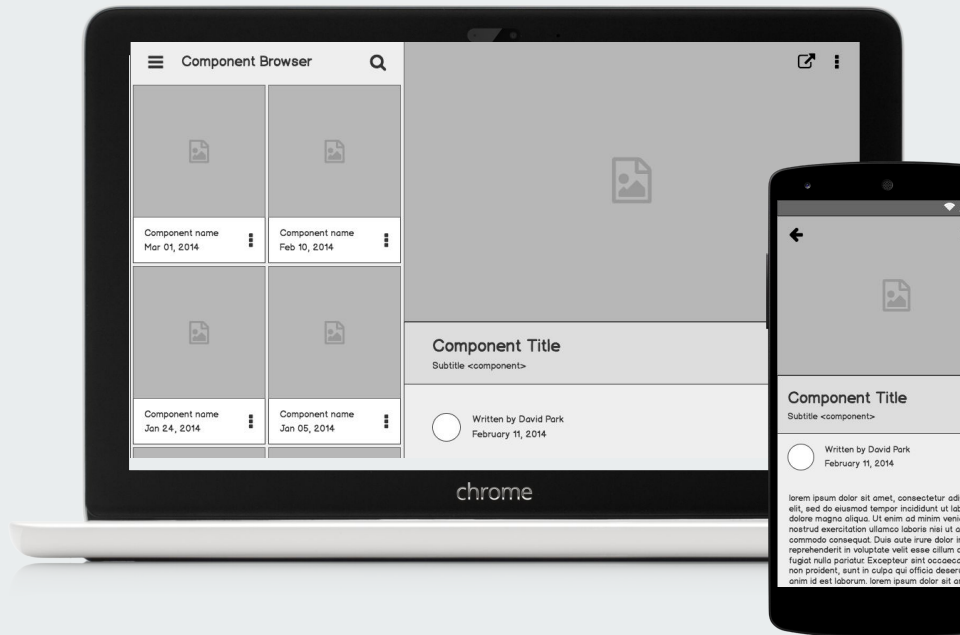 Component Browser
Component name
Mar 01, 2014
Component name
Feb 10, 2014
Component name
Jan 24, 2014
Component name
Jan 05, 2014
Component Title
Subtitle <component>
Written by David Park
February 11, 2014
chrome
Component Title
Subtitle <component>
Written by David Park
February 11, 2014
lorem ipsum dolor sit amet, consectetur
elit, sed do eiusmod tempor incididunt ut
dolore magna aliqua. Ut enim ad minim
nostrud exercitation ullamco laboris nisi ut
commodo consequat. Duis aute irure dolor
reprehenderit in voluptate velit esse cillum
fugiat nulla pariatur. Excepteur sint
non proident, sunt in culpa qui officia
anim id est laborum. lorem ipsum dolor sit